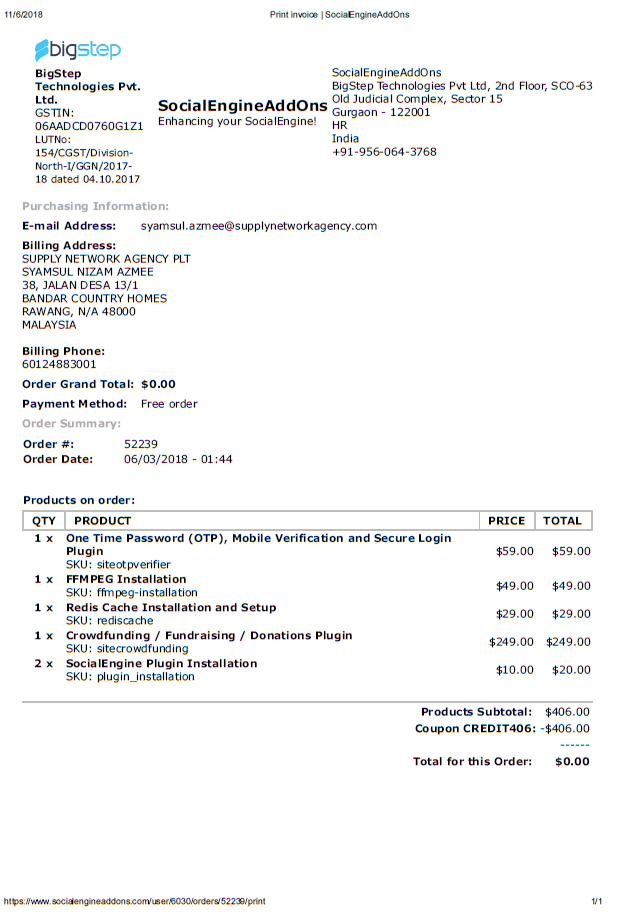 11/6/2018 Print invoice | SocialEngineAddOns
bigstep
BigStep
Technologies Pvt.
Ltd.
GSTIN:
06AADCD0760G1Z1
LUTNo:
154/CGST/Division-
North-I/GGN/2017-
18 dated 04.10.2017
SocialEngineAddOns
Enhancing your SocialEngine!
SocialEngineAddOns
BigStep Technologies Pvt Ltd, 2nd Floor, SCO-63
Old Judicial Complex, Sector 15
Gurgaon - 122001
HR
India
+91-956-064-3768
Purchasing Information:
E-mail Address: syamsul.azmee@supplynetworkagency.com
Billing Address:
SUPPLY NETWORK AGENCY PLT
SYAMSUL NIZAM AZMEE
38, JALAN DESA 13/1
BANDAR COUNTRY HOMES
RAWANG, N/A 48000
MALAYSIA
Billing Phone:
60124883001
Order Grand Total: $0.00
Payment Method: Free order
Order Summary:
Order #: 52239
Order Date: 06/03/2018 - 01:44
Products on order:
QTY PRODUCT PRICE TOTAL
1 x One Time Password (OTP), Mobile Verification and Secure Login
Plugin $59.00 $59.00
SKU: siteotpverifier
1 x FFMPEG Installation $49.00 $49.00
SKU: ffmpeg-installation
1 x Redis Cache Installation and Setup $29.00 $29.00
SKU: rediscache
1 x Crowdfunding / Fundraising / Donations Plugin $249.00 $249.00
SKU: sitecrowdfunding
2 x SocialEngine Plugin Installation $10.00 $20.00
SKU: plugin_installation
Products Subtotal: $406.00
Coupon CREDIT406: -$406.00
------
Total for this Order: $0.00
https://www.socialengineaddons.com/user/6030/orders/52239/print 1/1